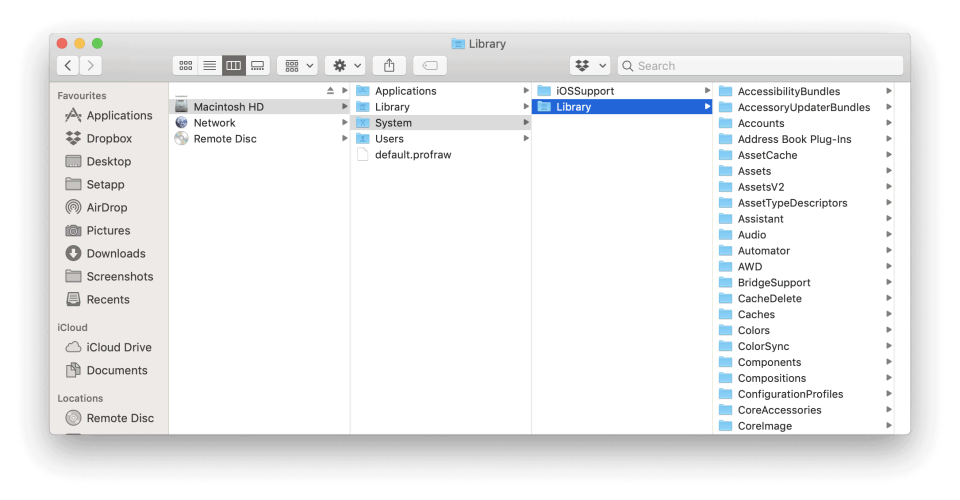 Library
Search
Favourites
Applications
Dropbox
Desktop
Setapp
AirDrop
Pictures
Downloads
Screenshots
Recents
iCloud
iCloud Drive
Documents
Locations
Remote Disc
Macintosh HD
Network
Remote Disc
Applications
Library
System
Users
default.profraw
iOSSupport
Library
AccessibilityBundles
AccessoryUpdaterBundles
Accounts
Address Book Plug-Ins
AssetCache
Assets
AssetsV2
AssetTypeDescriptors
Assistant
Audio
Automator
AWD
BridgeSupport
CacheDelete
Caches
Colors
ColorSync
Components
Compositions
ConfigurationProfiles
CoreAccessories
CoreImage